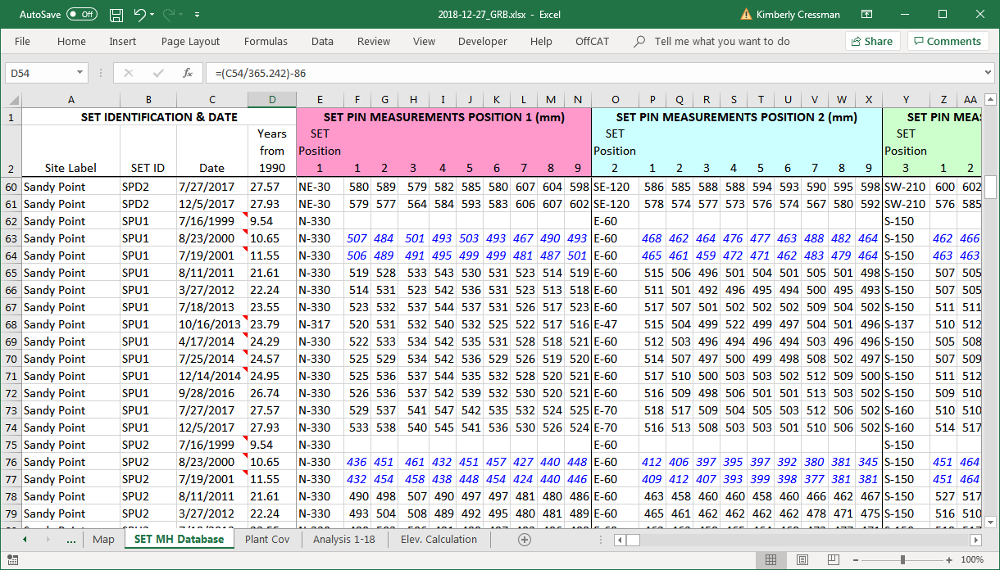 AutoSave Off 2018-12-27_GRB.xlsx - Excel Kimberly Cressman
File Home Insert Page Layout Formulas Data Review View Developer Help OffCAT Tell me what you want to do Share Comments
D54 fx =(C54/365.242)-86
A B C D E F G H I J K L M N O P Q R S T U V W X Y Z AA
1 SET IDENTIFICATION & DATE SET PIN MEASUREMENTS POSITION 1 (mm) SET PIN MEASUREMENTS POSITION 2 (mm) SET PIN MEAS
Years SET SET SET
from Position Position Position
2 Site Label SET ID Date 1990 1 1 2 3 4 5 6 7 8 9 2 1 2 3 4 5 6 7 8 9 3 1 2
60 Sandy Point SPD2 7/27/2017 27.57 NE-30 580 589 579 582 585 580 607 604 598 SE-120 586 585 588 588 594 593 590 595 598 SW-210 600 602
61 Sandy Point SPD2 12/5/2017 27.93 NE-30 579 577 564 584 593 583 606 607 602 SE-120 578 574 577 573 576 574 567 580 592 SW-210 576 585
62 Sandy Point SPU1 7/16/1999 9.54 N-330 E-60 S-150
63 Sandy Point SPU1 8/23/2000 10.65 N-330 507 484 501 493 503 493 467 490 493 E-60 468 462 464 476 477 463 488 482 464 S-150 462 466
64 Sandy Point SPU1 7/19/2001 11.55 N-330 506 489 491 495 499 499 481 487 501 E-60 465 461 459 472 471 462 483 479 464 S-150 463 463
65 Sandy Point SPU1 8/11/2011 21.61 N-330 519 528 533 543 530 531 523 514 519 E-60 515 506 496 501 504 501 505 501 498 S-150 507 505
66 Sandy Point SPU1 3/27/2012 22.24 N-330 514 531 523 542 536 531 523 513 518 E-60 511 501 492 496 495 494 500 495 493 S-150 507 505
67 Sandy Point SPU1 7/18/2013 23.55 N-330 523 532 537 544 537 531 526 517 523 E-60 517 507 501 502 502 502 509 504 502 S-150 511 511
68 Sandy Point SPU1 10/16/2013 23.79 N-317 520 531 532 540 532 525 522 517 516 E-47 515 504 499 522 499 497 504 501 496 S-137 510 512
69 Sandy Point SPU1 4/17/2014 24.29 N-330 522 533 534 542 535 531 528 518 521 E-60 512 503 496 494 496 494 503 496 496 S-150 505 508
70 Sandy Point SPU1 7/25/2014 24.57 N-330 525 529 534 542 536 529 526 519 520 E-60 514 507 497 500 499 498 508 502 497 S-150 507 509
71 Sandy Point SPU1 12/14/2014 24.95 N-330 525 536 537 544 535 532 528 520 521 E-60 517 510 500 503 503 502 512 509 500 S-150 511 512
72 Sandy Point SPU1 9/28/2016 26.74 N-330 526 536 537 542 539 532 530 520 521 E-60 516 509 498 506 501 501 513 503 502 S-150 509 510
73 Sandy Point SPU1 7/27/2017 27.57 N-330 529 537 541 547 542 535 532 524 525 E-70 518 517 509 504 505 503 512 506 502 S-160 510 510
74 Sandy Point SPU1 12/5/2017 27.93 N-330 533 538 540 545 541 536 530 526 524 E-70 516 513 508 503 503 501 510 506 502 S-160 514 517
75 Sandy Point SPU2 7/16/1999 9.54 N-330 E-60 S-150
76 Sandy Point SPU2 8/23/2000 10.65 N-330 436 451 461 432 451 457 427 440 448 E-60 412 406 397 395 397 392 380 381 345 S-150 451 464
77 Sandy Point SPU2 7/19/2001 11.55 N-330 432 454 458 438 448 454 424 440 446 E-60 409 412 407 393 399 398 377 381 381 S-150 451 464
78 Sandy Point SPU2 8/11/2011 21.61 N-330 490 498 507 490 497 497 481 480 486 E-60 463 458 460 460 458 460 466 462 467 S-150 527 517
79 Sandy Point SPU2 3/27/2012 22.24 N-330 493 504 508 489 492 495 480 481 489 E-60 465 461 462 462 462 462 478 471 475 S-150 516 510
... Map SET MH Database Plant Cov Analysis 1-18 Elev. Calculation
100%